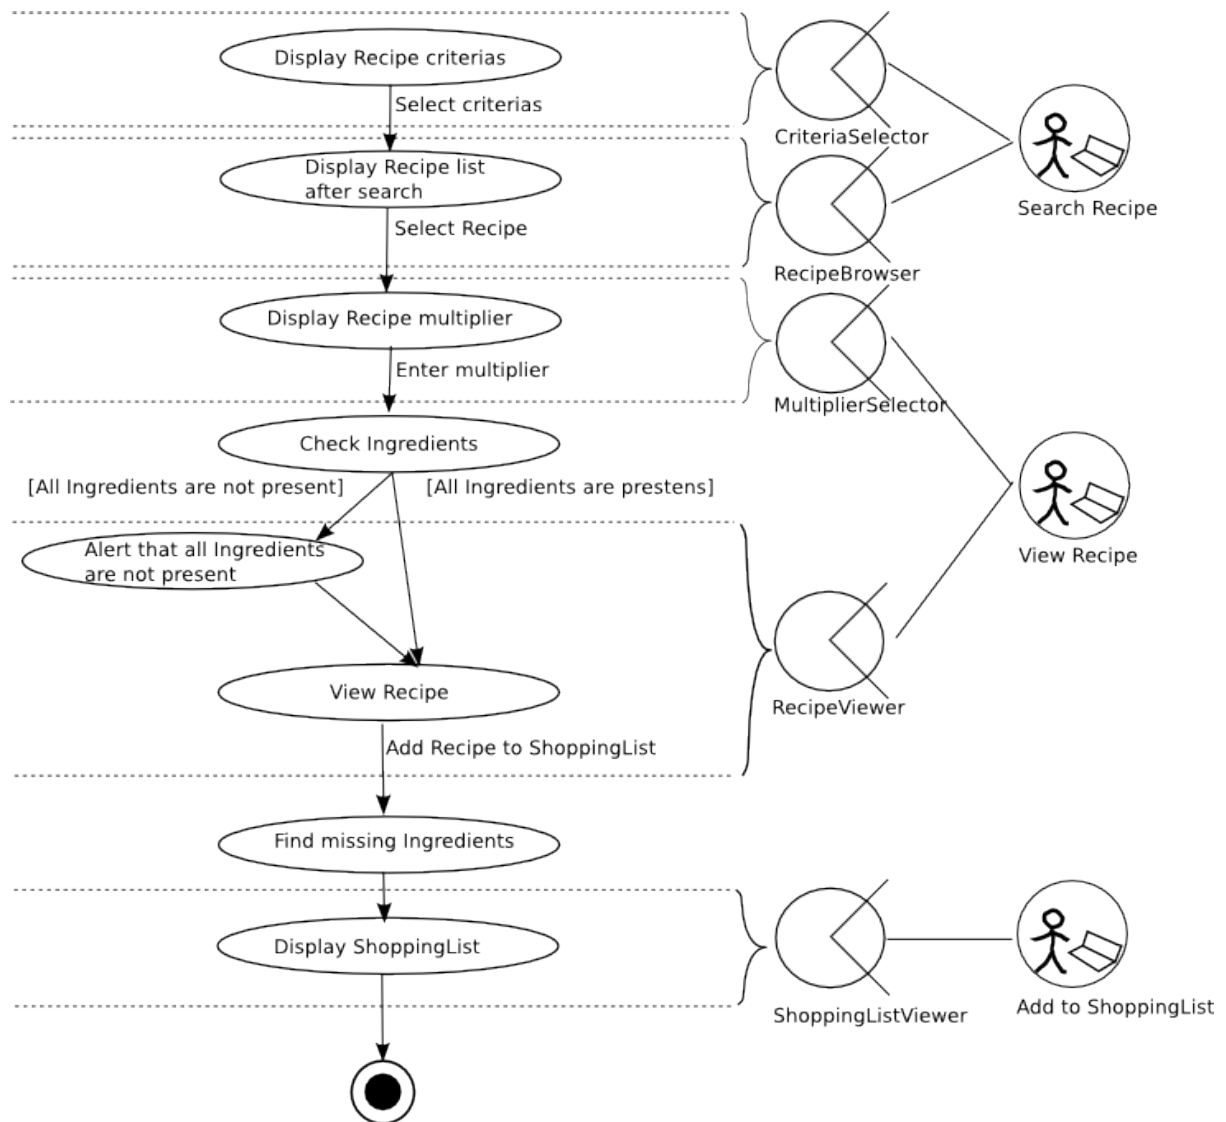 Display Recipe criterias
Select criterias
CriteriaSelector
Display Recipe list
after search
Search Recipe
Select Recipe
RecipeBrowser
Display Recipe multiplier
Enter multiplier
MultiplierSelector
Check Ingredients
[All Ingredients are not present]
[All Ingredients are prestens]
Alert that all Ingredients
are not present
View Recipe
View Recipe
RecipeViewer
Add Recipe to ShoppingList
Find missing Ingredients
Display ShoppingList
ShoppingListViewer
Add to ShoppingList